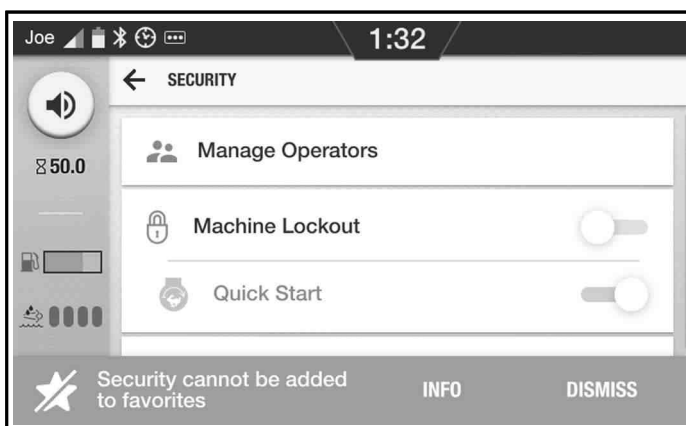 Joe
1:32
SECURITY
50.0
Manage Operators
Machine Lockout
Quick Start
Security cannot be added
to favorites
INFO
DISMISS